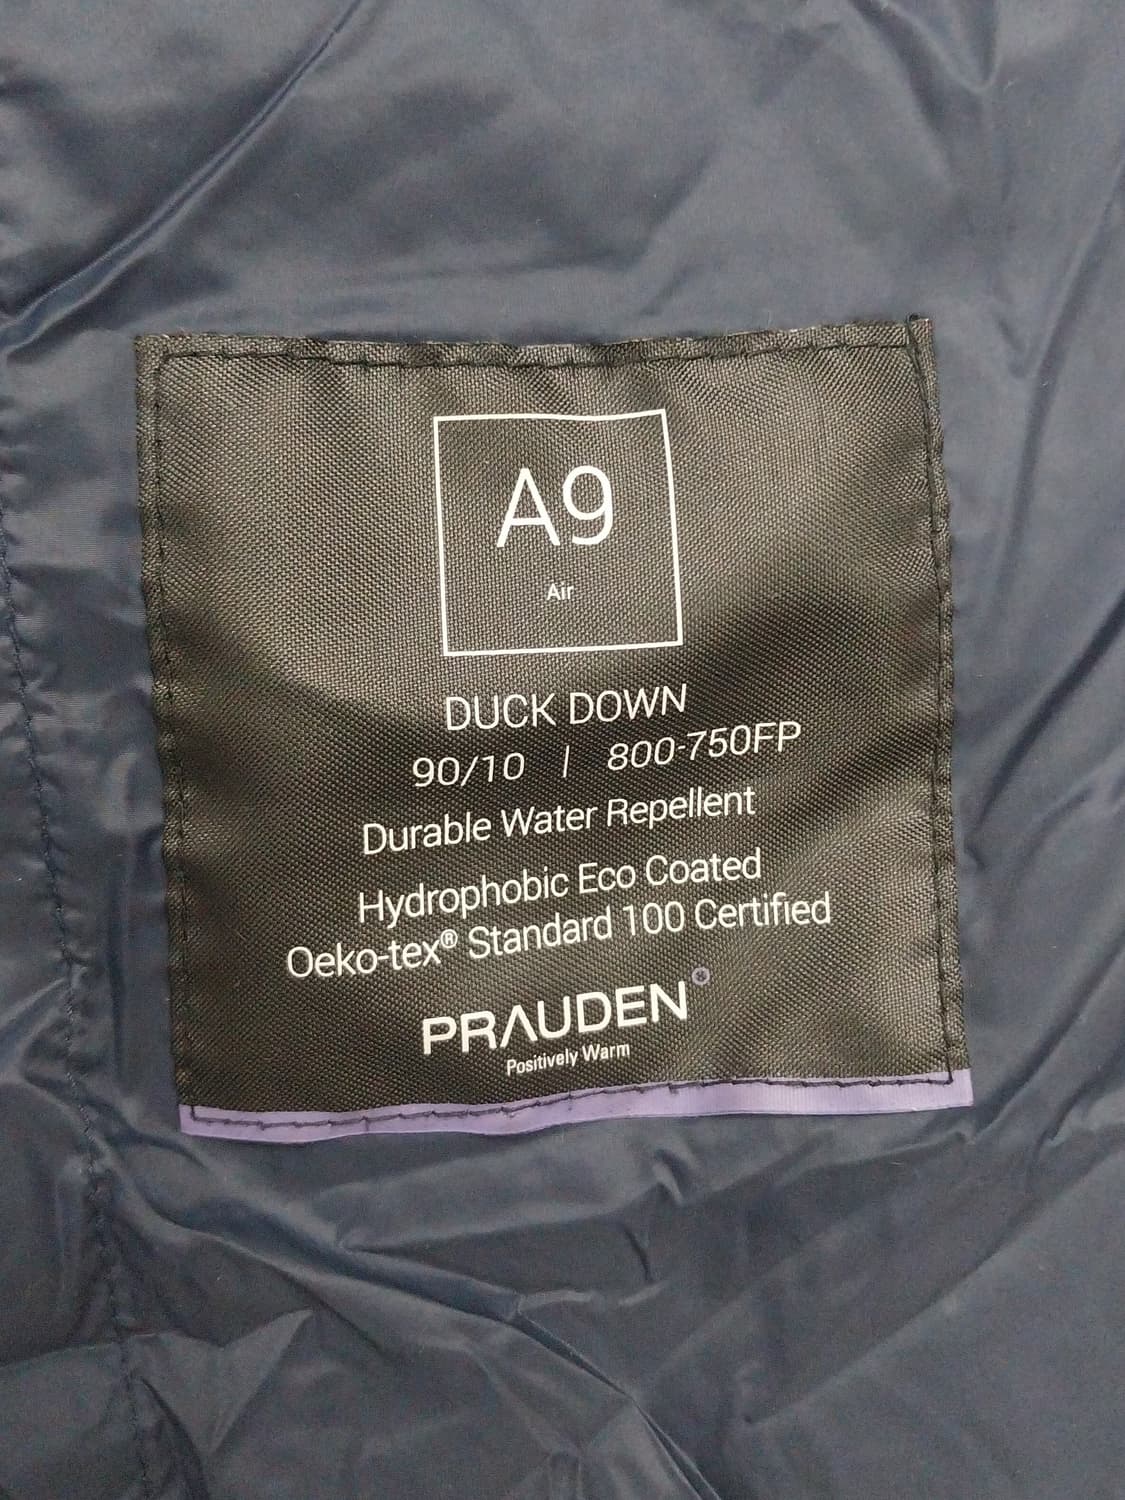 A9
Air
DUCK DOWN
90/10 | 800-750FP
Durable Water Repellent
Hydrophobic Eco Coated
Oeko-tex® Standard 100 Certified
PRAUDEN®
Positively Warm